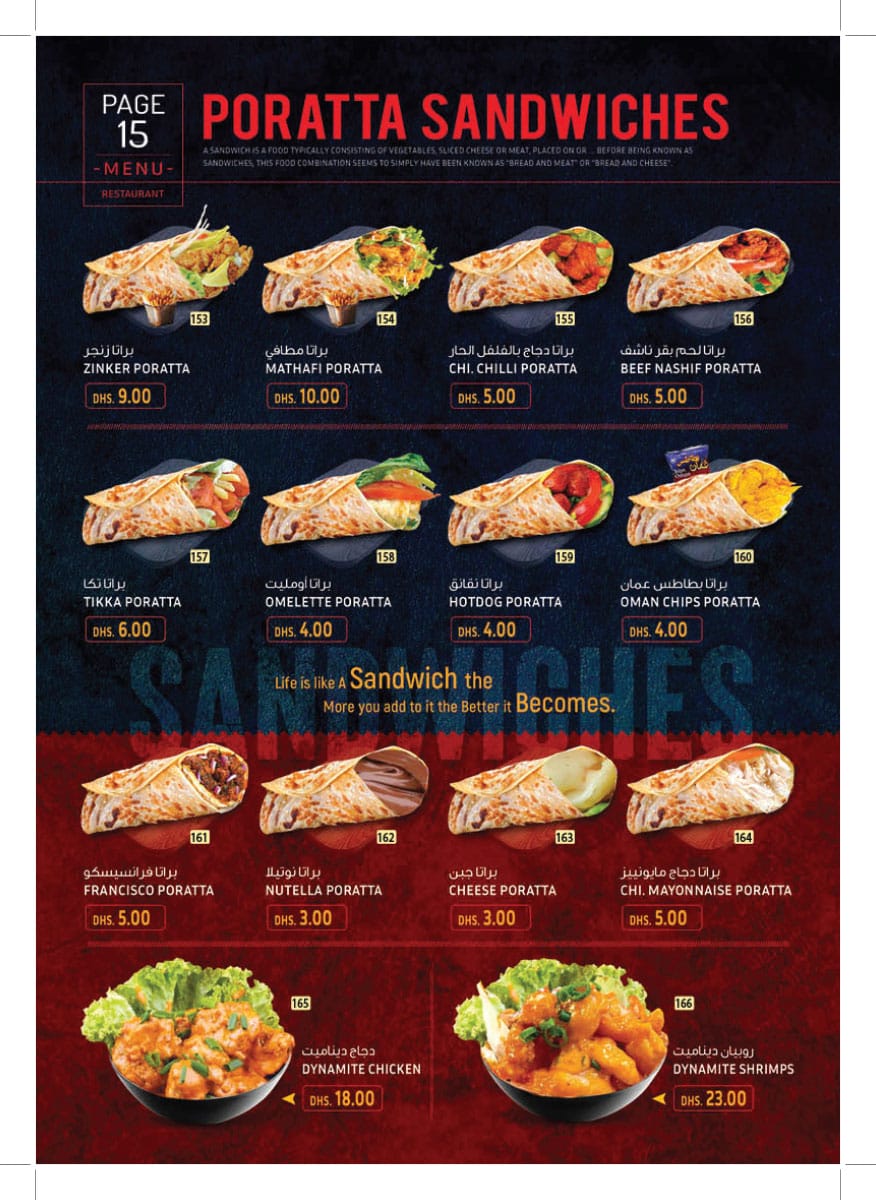 PAGE
15
-MENU-
RESTAURANT
PORATTA SANDWICHES
A SANDWICH IS A FOOD TYPICALLY CONSISTING OF VEGETABLES, SLICED CHEESE OR MEAT, PLACED ON OR ... BEFORE BEING KNOWN AS
SANDWICHES, THIS FOOD COMBINATION SEEMS TO SIMPLY HAVE BEEN KNOWN AS "BREAD AND MEAT" OR "BREAD AND CHEESE".
153
براتا زنجر
ZINKER PORATTA
DHS. 9.00
154
براتا مطافي
MATHAFI PORATTA
DHS. 10.00
155
براتا دجاج بالفلفل الحار
CHI. CHILLI PORATTA
DHS. 5.00
156
براتا لحم بقر ناشف
BEEF NASHIF PORATTA
DHS. 5.00
157
براتا تكا
TIKKA PORATTA
DHS. 6.00
158
براتا أومليت
OMELETTE PORATTA
DHS. 4.00
159
براتا نقانق
HOTDOG PORATTA
DHS. 4.00
160
براتا بطاطس عمان
OMAN CHIPS PORATTA
DHS. 4.00
SANDWICHES
Life is like A Sandwich the
More you add to it the Better it Becomes.
161
براتا فرانسيسكو
FRANCISCO PORATTA
DHS. 5.00
162
براتا نوتيلا
NUTELLA PORATTA
DHS. 3.00
163
براتا جبن
CHEESE PORATTA
DHS. 3.00
164
براتا دجاج مايونييز
CHI. MAYONNAISE PORATTA
DHS. 5.00
165
دجاج ديناميت
DYNAMITE CHICKEN
DHS. 18.00
166
روبيان ديناميت
DYNAMITE SHRIMPS
DHS. 23.00